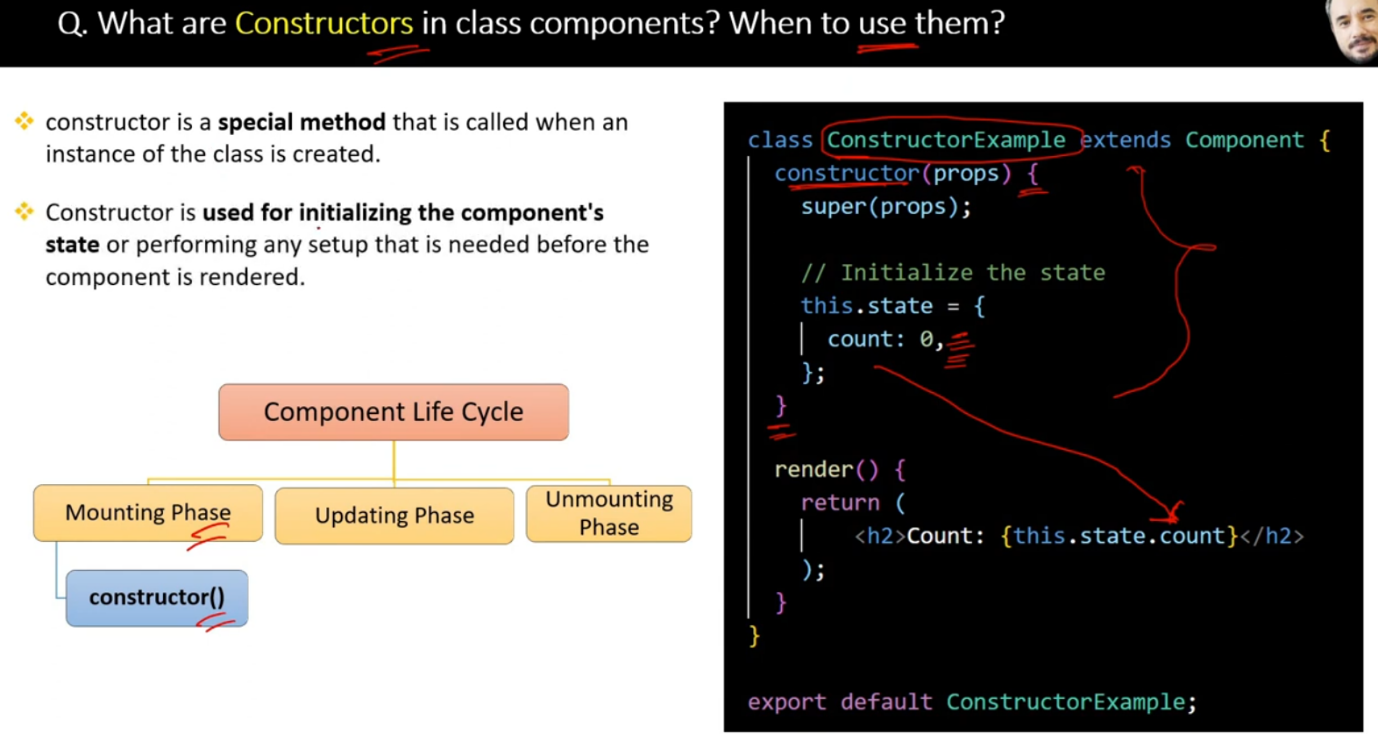 Q. What are Constructors in class components? When to use them?
constructor is a special method that is called when an
instance of the class is created.
Constructor is used for initializing the component's
state or performing any setup that is needed before the
component is rendered.
Component Life Cycle
Mounting Phase
Updating Phase
Unmounting
Phase
constructor()
class ConstructorExample extends Component {
constructor(props) {
super(props);
// Initialize the state
this.state = {
count: 0,
};
}
render() {
return (
<h2>Count: {this.state.count}</h2>
);
}
}
export default ConstructorExample;